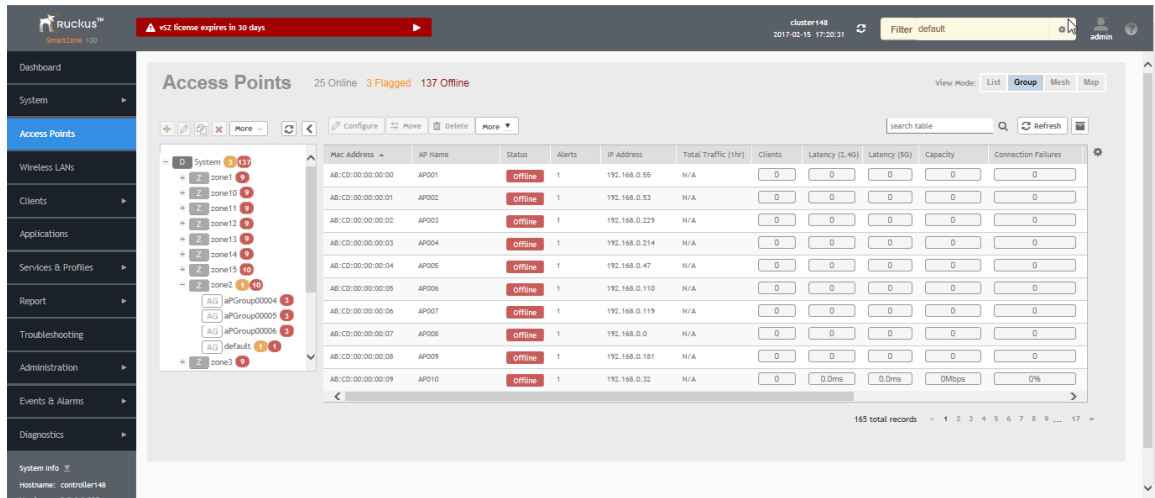 Ruckus™
SmartZone 100
vSZ license expires in 30 days
cluster148
2017-02-15 17:20:31
Filter default
admin
Dashboard
System
Access Points
Wireless LANs
Clients
Applications
Services & Profiles
Report
Troubleshooting
Administration
Events & Alarms
Diagnostics
System Info
Hostname: controller148
Access Points 25 Online 3 Flagged 137 Offline
View Mode: List Group Mesh Map
More
Configure Move Delete More
search table
Refresh
D System 3 137
Z zone1 9
Z zone10 9
Z zone11 9
Z zone12 9
Z zone13 9
Z zone14 9
Z zone15 10
Z zone2 1 10
AG aPGroup00004 3
AG aPGroup00005 3
AG aPGroup00006 3
AG default 1 1
Z zone3 9
Mac Address AP Name Status Alerts IP Address Total Traffic (1hr) Clients Latency (2.4G) Latency (5G) Capacity Connection Failures
AB:CD:00:00:00:00 AP001 Offline 1 192.168.0.55 N/A 0 0 0 0 0
AB:CD:00:00:00:01 AP002 Offline 1 192.168.0.53 N/A 0 0 0 0 0
AB:CD:00:00:00:02 AP003 Offline 1 192.168.0.229 N/A 0 0 0 0 0
AB:CD:00:00:00:03 AP004 Offline 1 192.168.0.214 N/A 0 0 0 0 0
AB:CD:00:00:00:04 AP005 Offline 1 192.168.0.47 N/A 0 0 0 0 0
AB:CD:00:00:00:05 AP006 Offline 1 192.168.0.110 N/A 0 0 0 0 0
AB:CD:00:00:00:06 AP007 Offline 1 192.168.0.119 N/A 0 0 0 0 0
AB:CD:00:00:00:07 AP008 Offline 1 192.168.0.0 N/A 0 0 0 0 0
AB:CD:00:00:00:08 AP009 Offline 1 192.168.0.181 N/A 0 0 0 0 0
AB:CD:00:00:00:09 AP010 Offline 1 192.168.0.32 N/A 0 0.0ms 0.0ms 0Mbps 0%
165 total records « 1 2 3 4 5 6 7 8 9 ... 17 »